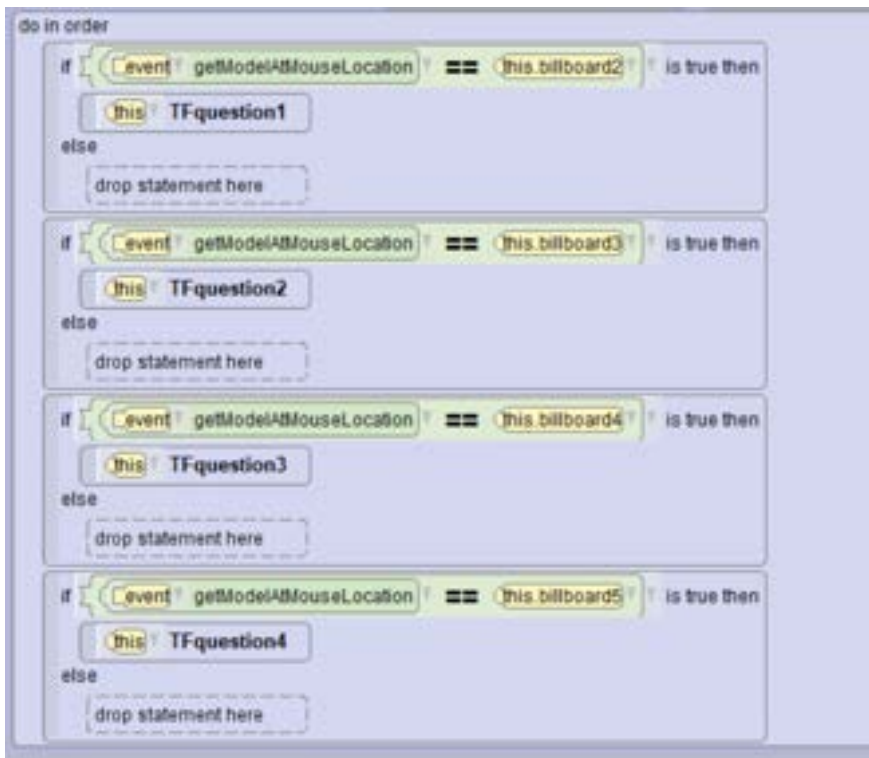 do in order
if event getModelAtMouseLocation == this.billboard2 is true then
this TFquestion1
else
drop statement here
if event getModelAtMouseLocation == this.billboard3 is true then
this TFquestion2
else
drop statement here
if event getModelAtMouseLocation == this.billboard4 is true then
this TFquestion3
else
drop statement here
if event getModelAtMouseLocation == this.billboard5 is true then
this TFquestion4
else
drop statement here